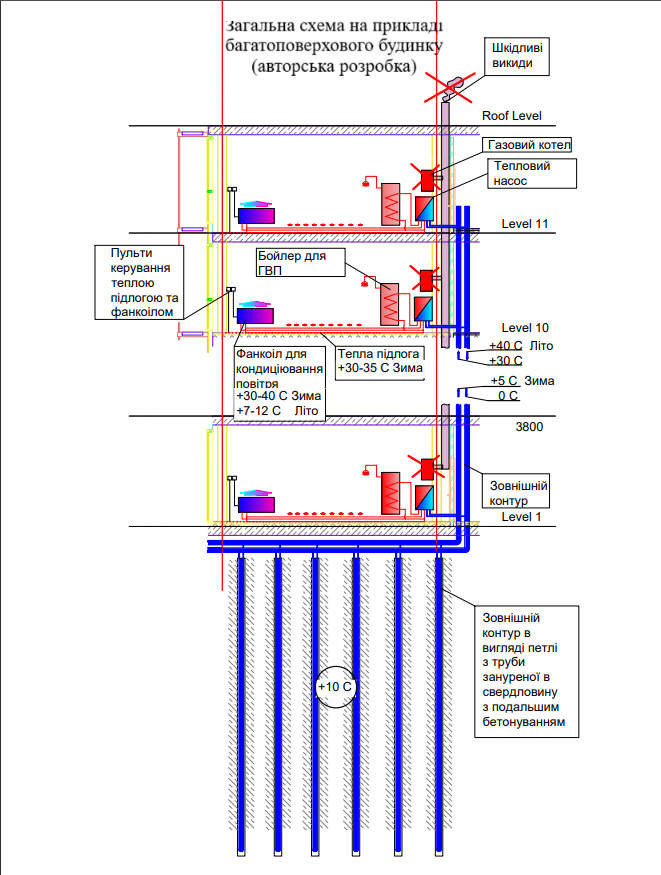 Загальна схема на прикладі
багатоповерхового будинку
(авторська розробка)
Шкідливі
викиди
Roof Level
Газовий котел
Тепловий
насос
Level 11
Пульти
керування
теплою
підлогою та
фанкоілом
Бойлер для
ГВП
Level 10
+40 С Літо
+30 С
Фанкоіл для
кондиціювання
повітря
+30-40 С Зима
+7-12 С Літо
Тепла підлога
+30-35 С Зима
+5 С Зима
0 С
3800
Зовнішній
контур
Level 1
Зовнішній
контур в
вигляді петлі
з труби
зануреної в
свердловину
з подальшим
бетонуванням
+10 С